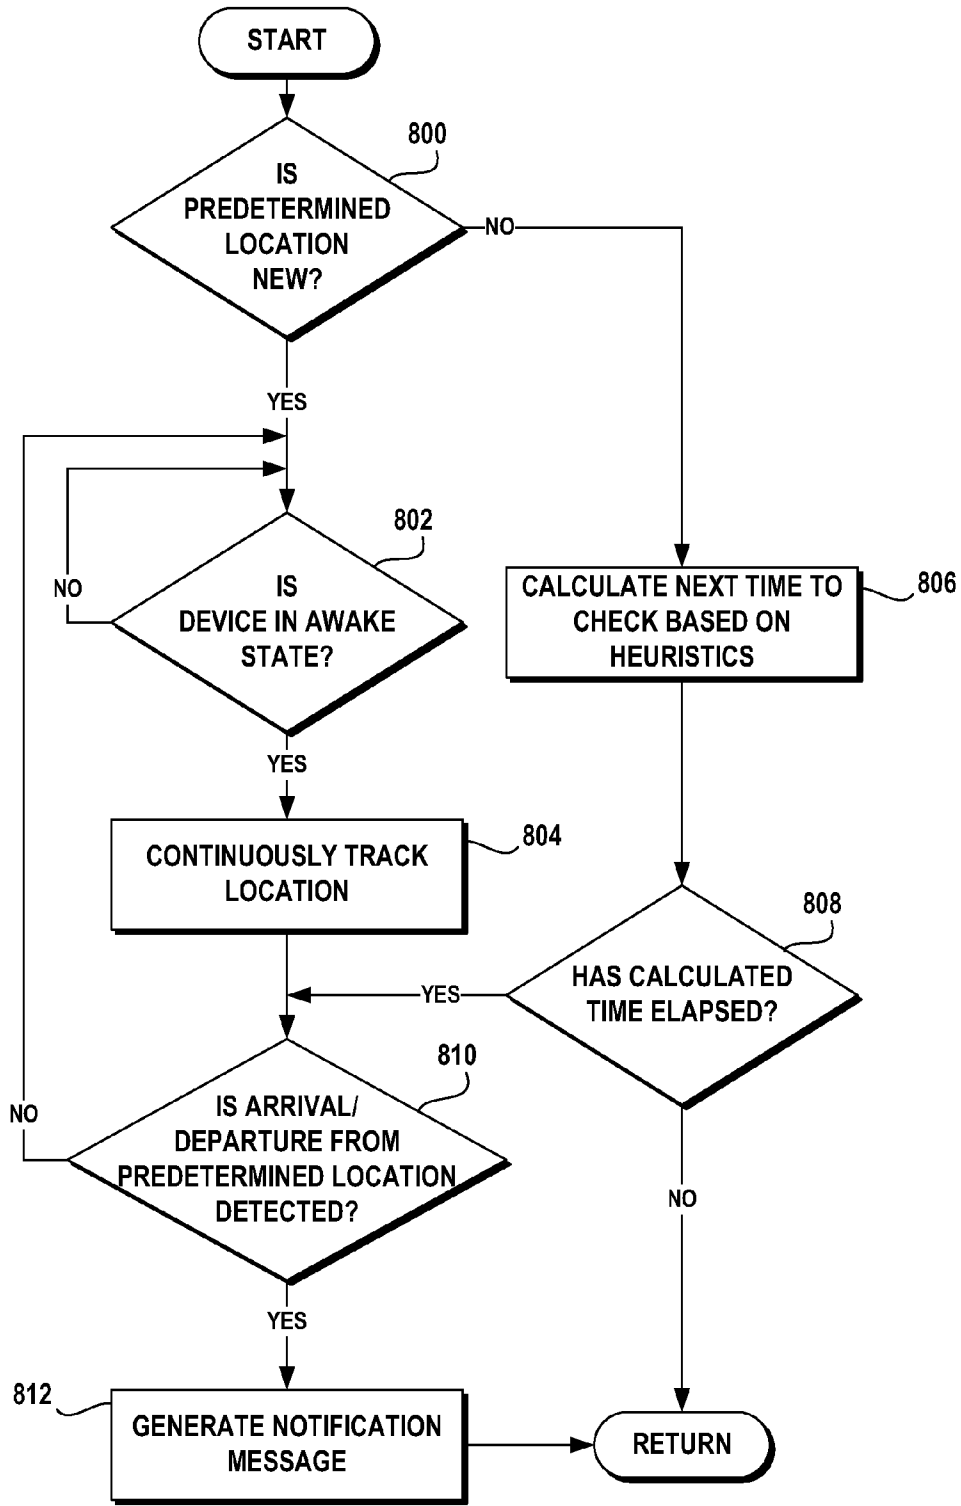 START
800
IS
PREDETERMINED
LOCATION
NEW?
NO
YES
802
IS
DEVICE IN AWAKE
STATE?
NO
YES
CALCULATE NEXT TIME TO
CHECK BASED ON
HEURISTICS
806
CONTINUOUSLY TRACK
LOCATION
804
808
HAS CALCULATED
TIME ELAPSED?
YES
810
IS ARRIVAL/
DEPARTURE FROM
PREDETERMINED LOCATION
DETECTED?
NO
NO
YES
812
GENERATE NOTIFICATION
MESSAGE
RETURN